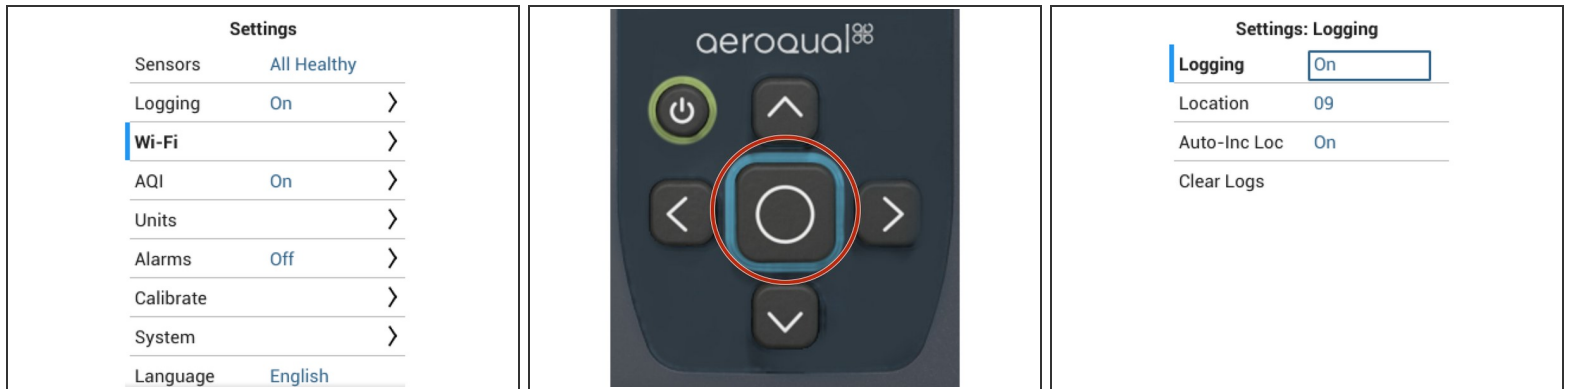 Settings
Sensors All Healthy
Logging On
Wi-Fi
AQI On
Units
Alarms Off
Calibrate
System
Language English
aeroqual
Settings: Logging
Logging On
Location 09
Auto-Inc Loc On
Clear Logs